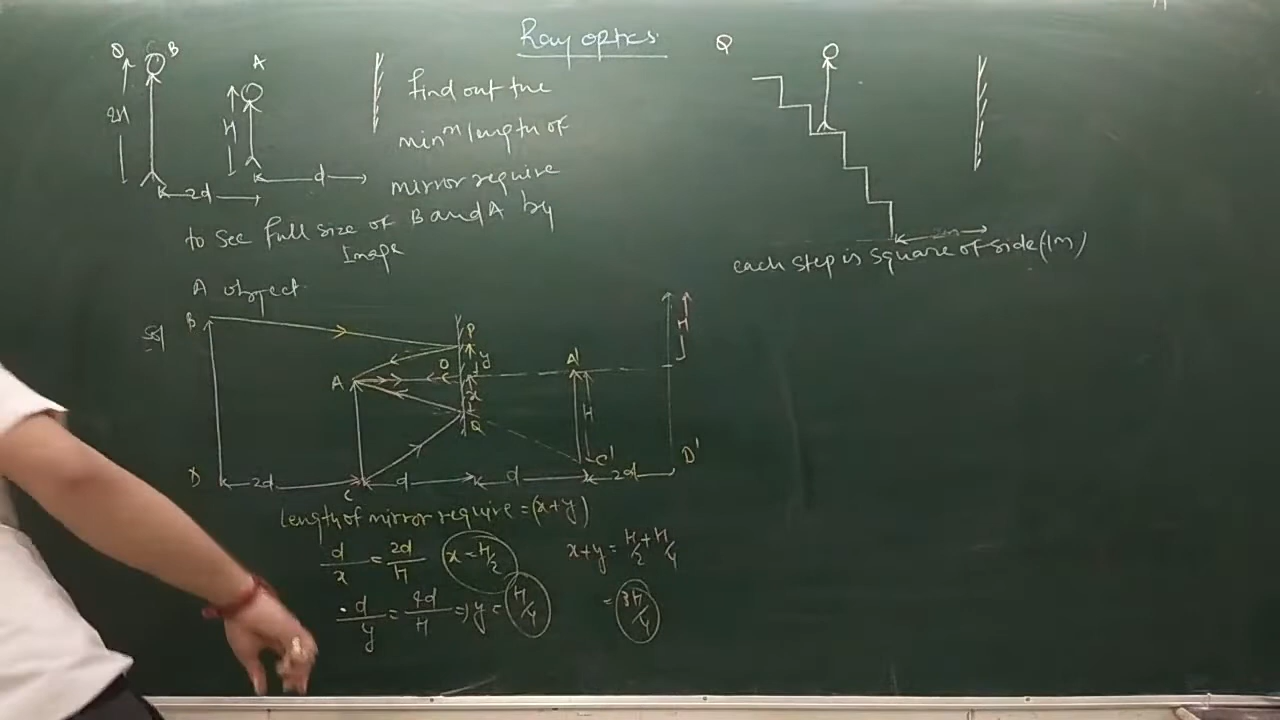 Ray optics
Q B A
2H H
2d d
Find out the
minm length of
mirror require
to see full size of B and A by
Image
A object
Q
2m
each step is square of side (1m)
Sol B
P
O y
A A' H
x H
Q
C' D'
D 2d C d d 2d
length of mirror require = (x+y)
d/x = 2d/H x = H/2 x+y = H/2 + H/4
d/y = 4d/H => y = H/4 = 3H/4